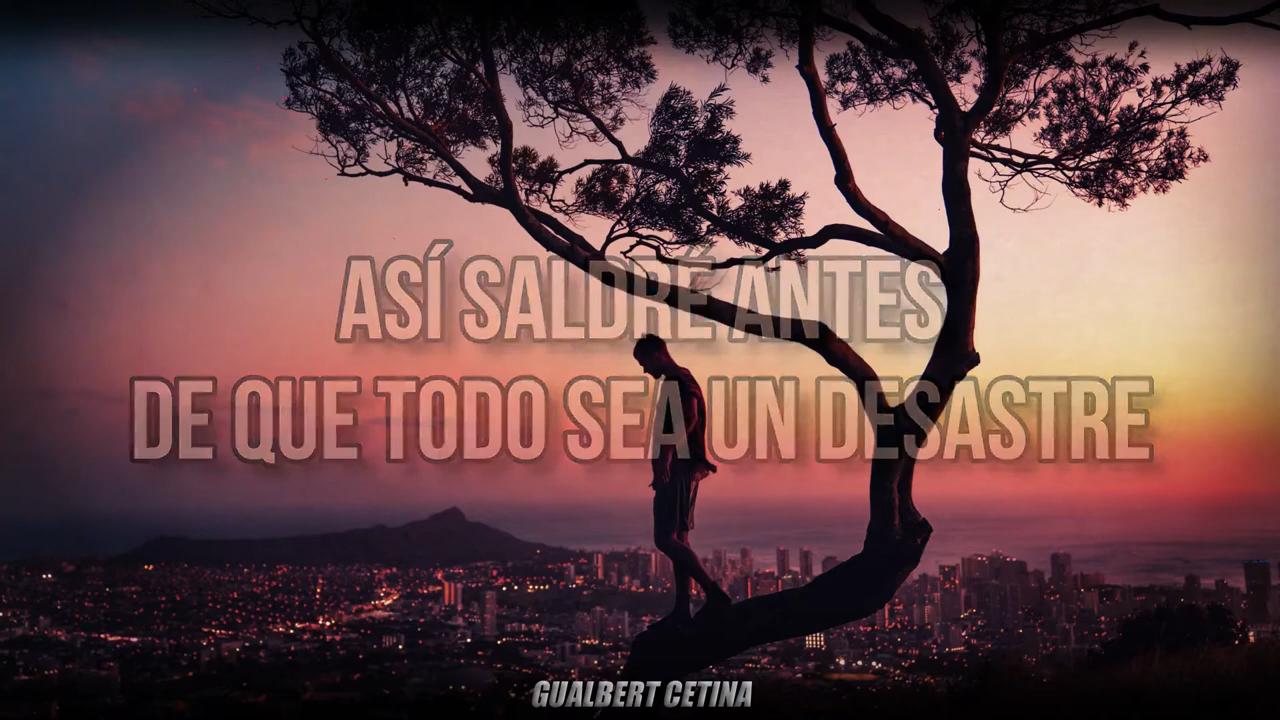 ASÍ SALDRÉ ANTES
DE QUE TODO SEA UN DESASTRE
GUALBERT CETINA